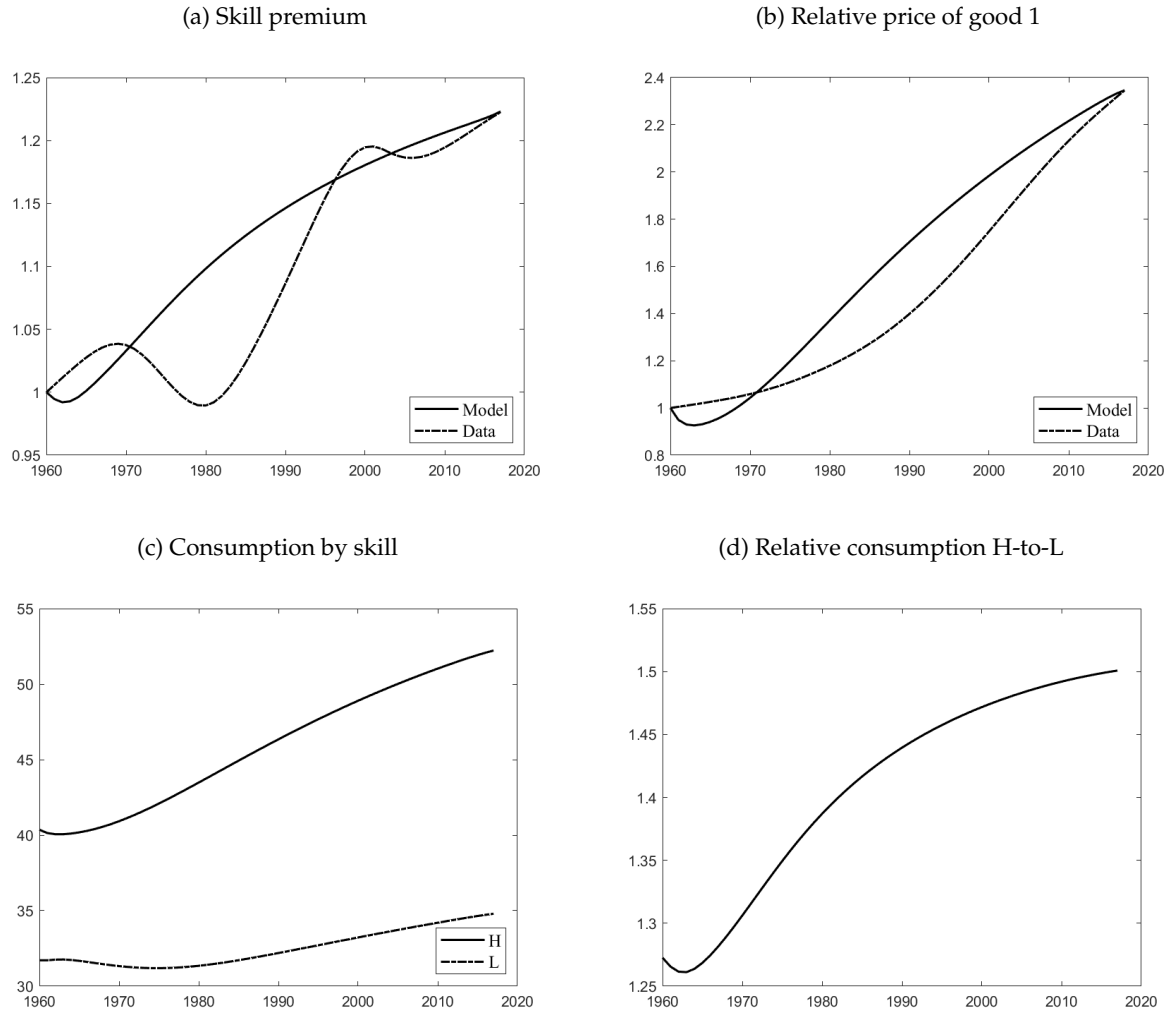 (a) Skill premium
1.25
1.2
1.15
1.1
1.05
1
0.95
1960 1970 1980 1990 2000 2010 2020
Model
Data
(b) Relative price of good 1
2.4
2.2
2
1.8
1.6
1.4
1.2
1
0.8
1960 1970 1980 1990 2000 2010 2020
Model
Data
(c) Consumption by skill
55
50
45
40
35
30
1960 1970 1980 1990 2000 2010 2020
H
L
(d) Relative consumption H-to-L
1.55
1.5
1.45
1.4
1.35
1.3
1.25
1960 1970 1980 1990 2000 2010 2020